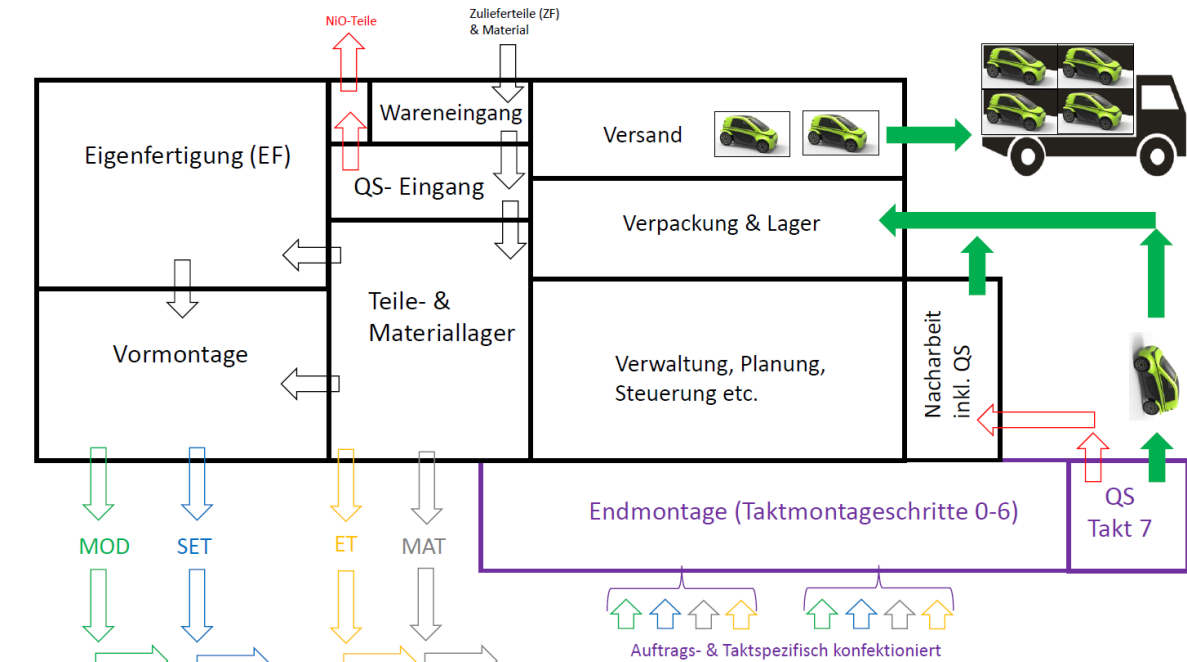 NiO-Teile
Zulieferteile (ZF)
& Material
Wareneingang
Eigenfertigung (EF)
QS- Eingang
Versand
Verpackung & Lager
Teile- &
Materiallager
Vormontage
Verwaltung, Planung,
Steuerung etc.
Nacharbeit
inkl. QS
Endmontage (Taktmontageschritte 0-6)
QS
Takt 7
MOD
SET
ET
MAT
Auftrags- & Taktspezifisch konfektioniert